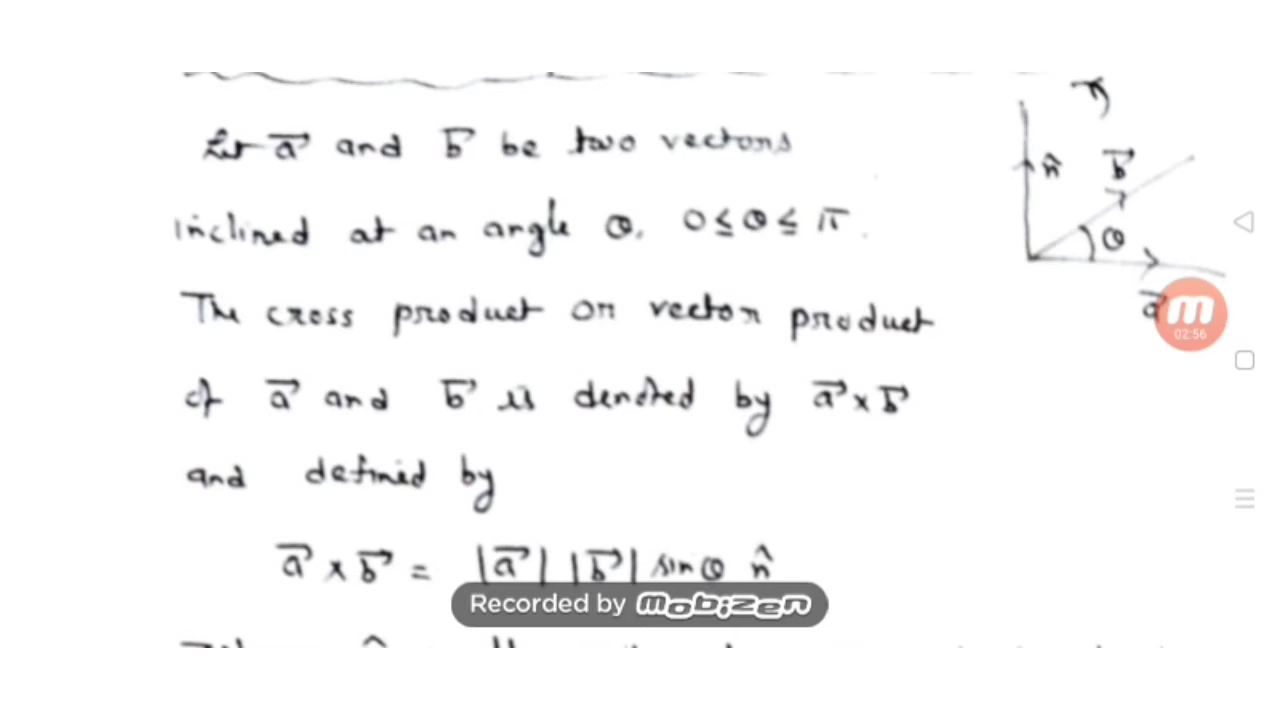 Let a⃗ and b⃗ be two vectors
n̂
b⃗
inclined at an angle θ, 0 ≤ θ ≤ π.
θ
The cross product or vector product
a⃗
02:56
of a⃗ and b⃗ is denoted by a⃗ × b⃗
and defined by
a⃗ × b⃗ = |a⃗| |b⃗| sin θ n̂
Recorded by mobizen